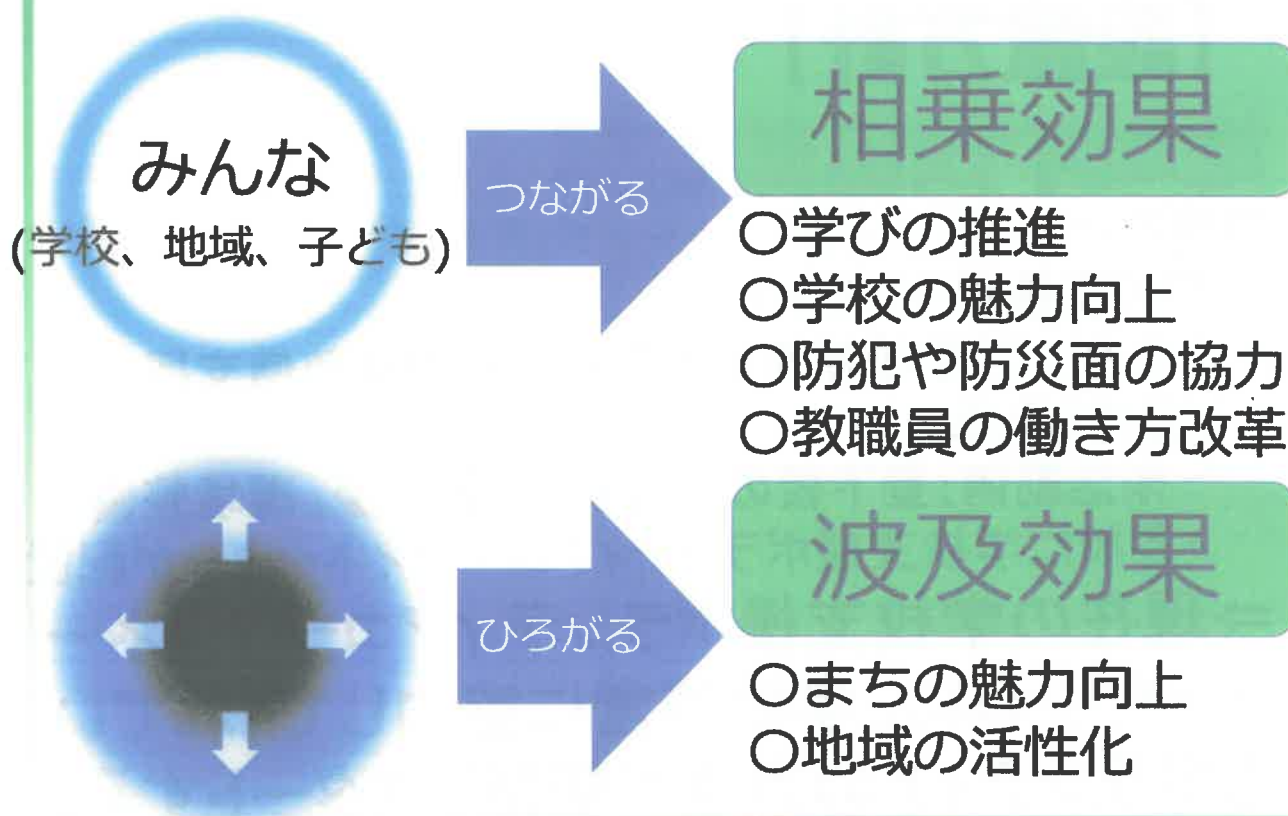 みんな
(学校、地域、子ども)
つながる
相乗効果
○学びの推進
○学校の魅力向上
○防犯や防災面の協力
○教職員の働き方改革
ひろがる
波及効果
○まちの魅力向上
○地域の活性化